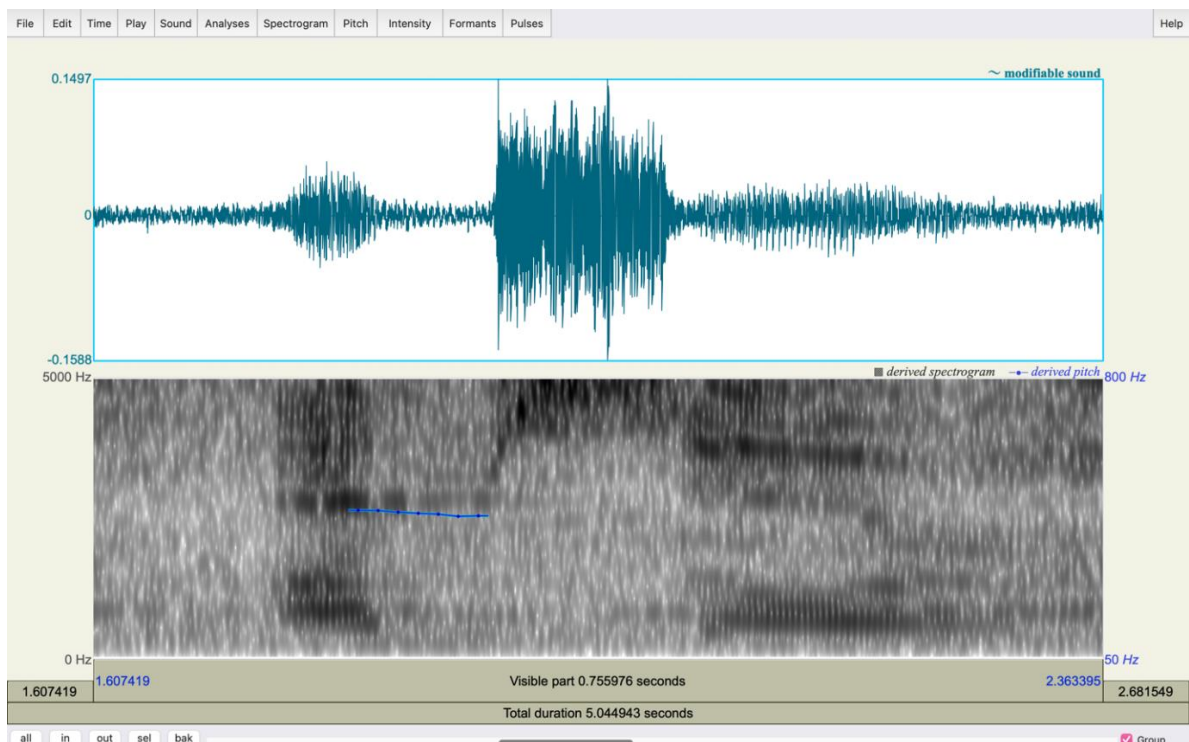 File Edit Time Play Sound Analyses Spectrogram Pitch Intensity Formants Pulses Help
0.1497
~ modifiable sound
0
-0.1588
5000 Hz
derived spectrogram derived pitch
800 Hz
0 Hz
50 Hz
1.607419 Visible part 0.755976 seconds 2.363395
1.607419 2.681549
Total duration 5.044943 seconds
all in out sel bak Group